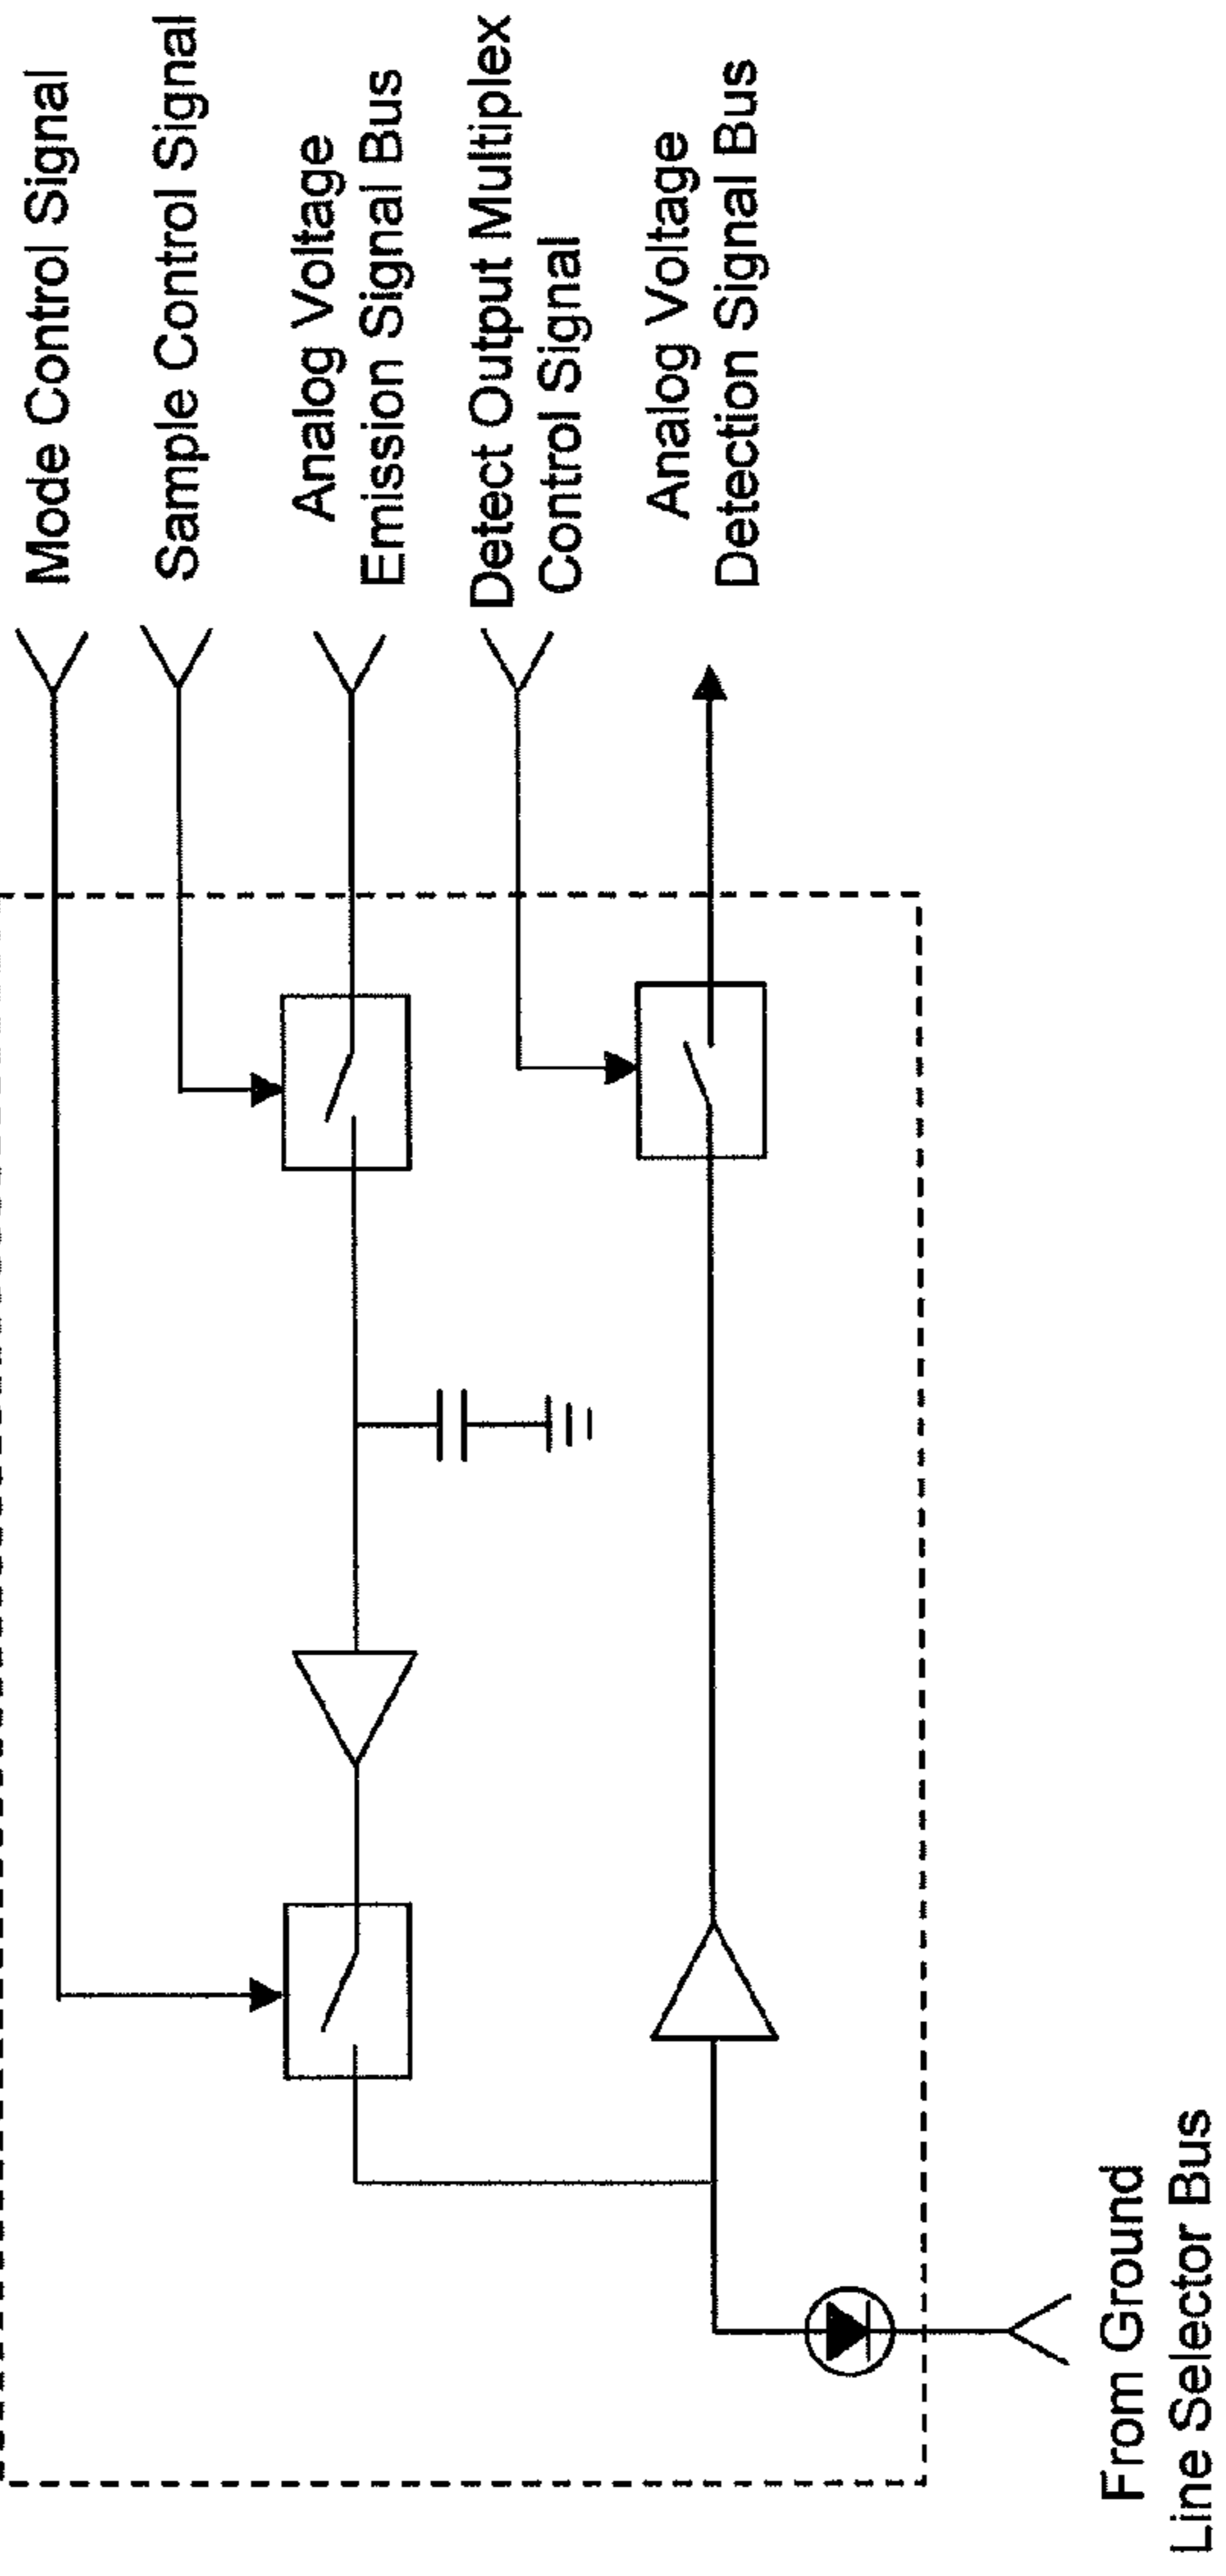 Mode Control Signal
Sample Control Signal
Analog Voltage
Emission Signal Bus
Detect Output Multiplex
Control Signal
Analog Voltage
Detection Signal Bus
From Ground
Line Selector Bus